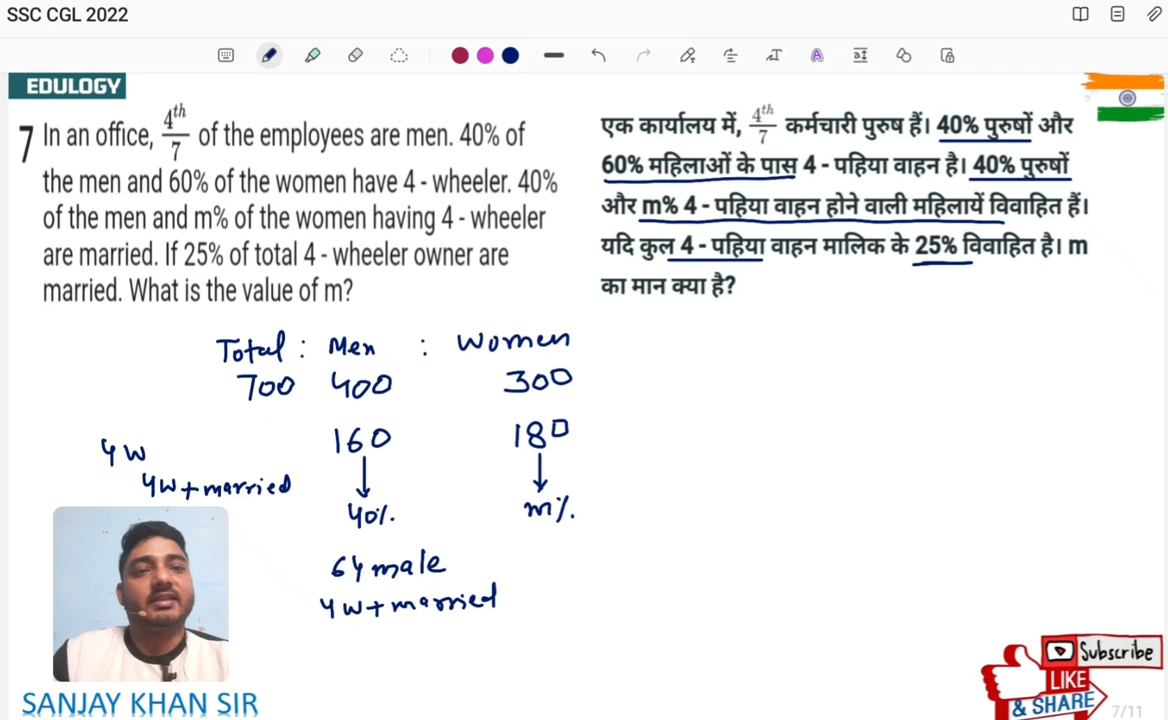 SSC CGL 2022
EDULOGY
7 In an office, 4th/7 of the employees are men. 40% of
the men and 60% of the women have 4 - wheeler. 40%
of the men and m% of the women having 4 - wheeler
are married. If 25% of total 4 - wheeler owner are
married. What is the value of m?
एक कार्यालय में, 4th/7 कर्मचारी पुरुष हैं। 40% पुरुषों और
60% महिलाओं के पास 4 - पहिया वाहन है। 40% पुरुषों
और m% 4 - पहिया वाहन होने वाली महिलायें विवाहित हैं।
यदि कुल 4 - पहिया वाहन मालिक के 25% विवाहित है। m
का मान क्या है?
Total : Men : Women
700 400 300
160 180
4W
4W+married
40% m%
64 male
4W+married
SANJAY KHAN SIR
Subscribe
LIKE
& SHARE
7/11